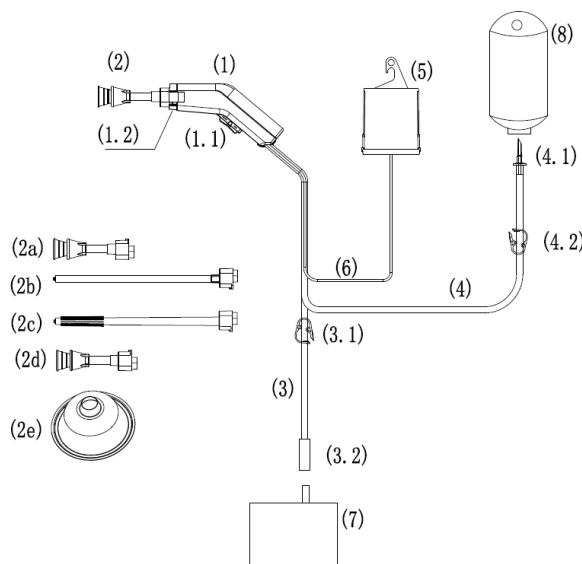 (2)
(1)
(5)
(8)
(1.2)
(1.1)
(4.1)
(4.2)
(2a)
(6)
(4)
(2b)
(2c)
(3.1)
(2d)
(3)
(2e)
(3.2)
(7)